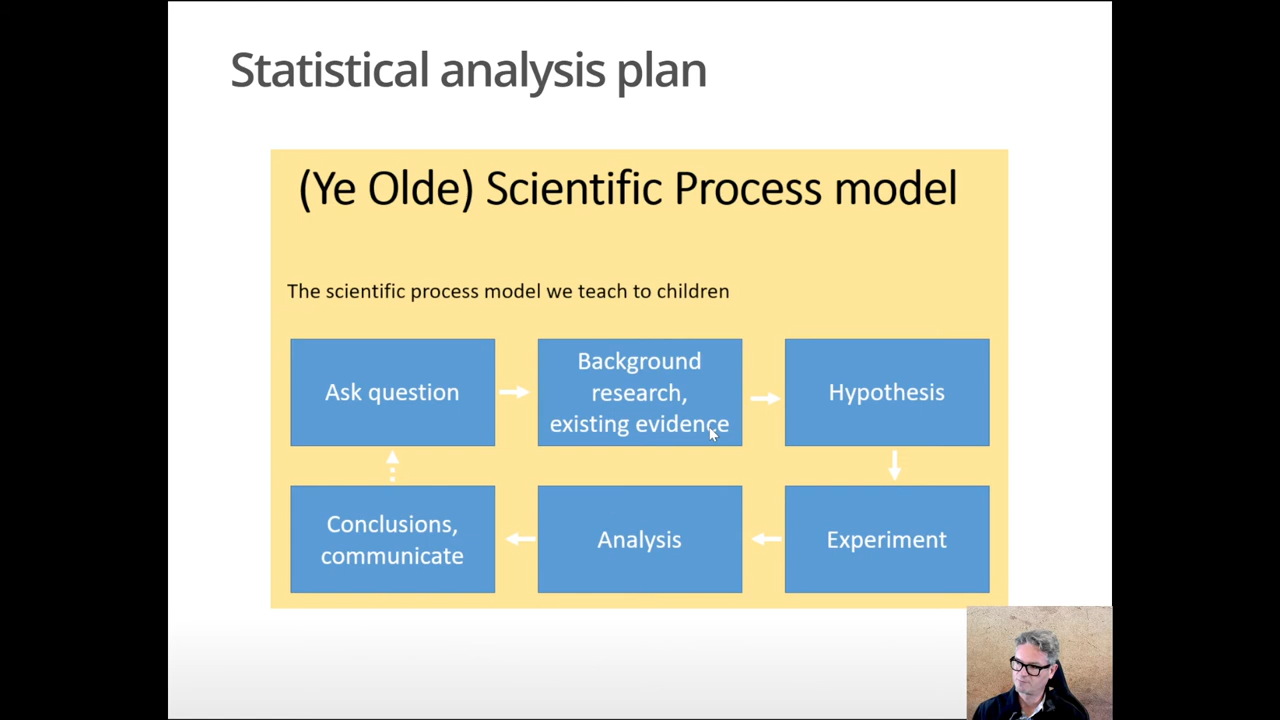 Statistical analysis plan
(Ye Olde) Scientific Process model
The scientific process model we teach to children
Ask question
Background
research,
existing evidence
Hypothesis
Conclusions,
communicate
Analysis
Experiment